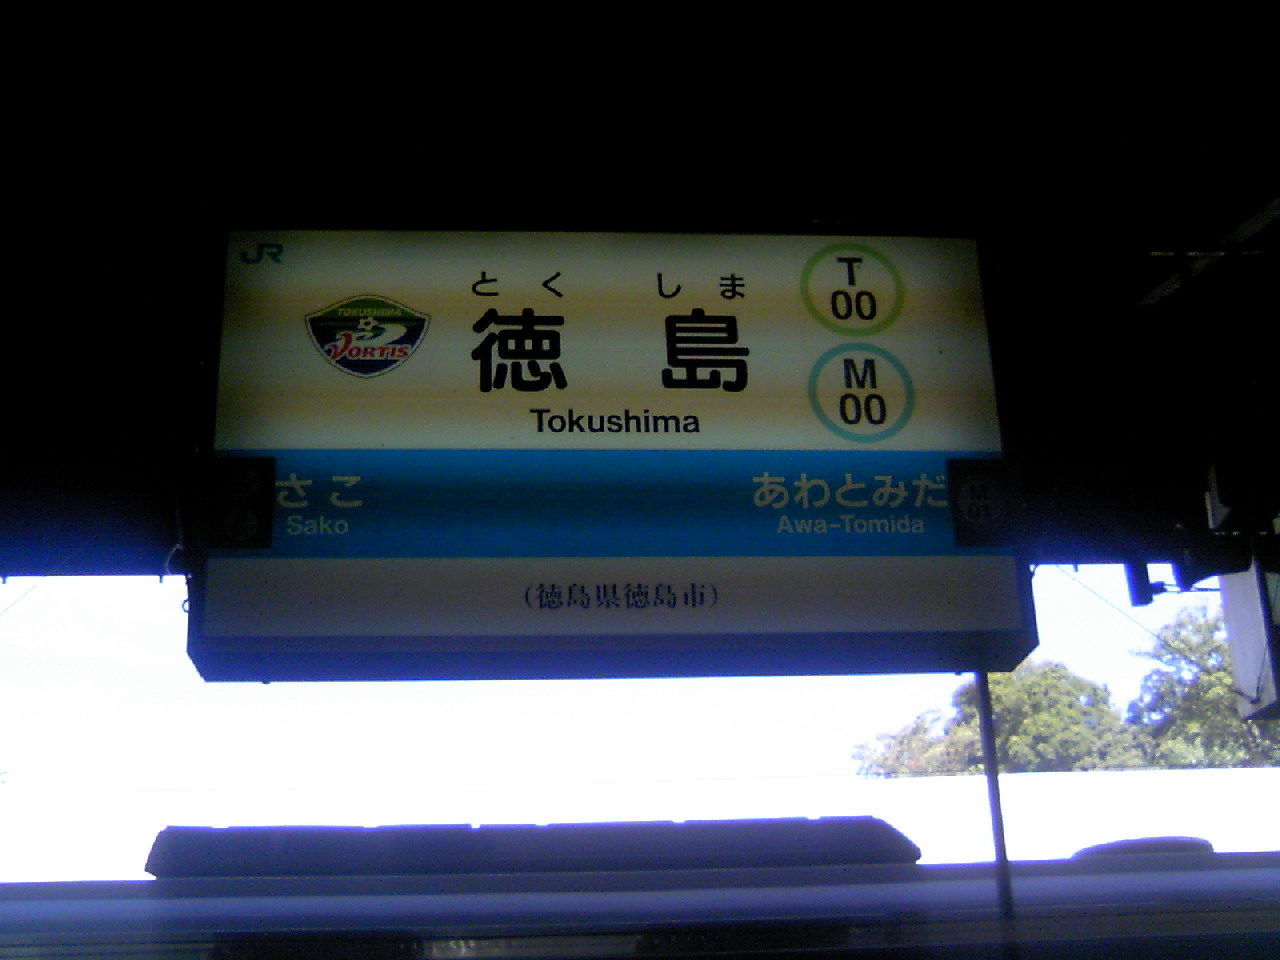 JR
TOKUSHIMA
VORTIS
とくしま
徳島
Tokushima
T
00
M
00
さこ
Sako
あわとみだ
Awa-Tomida
M
01
(徳島県徳島市)